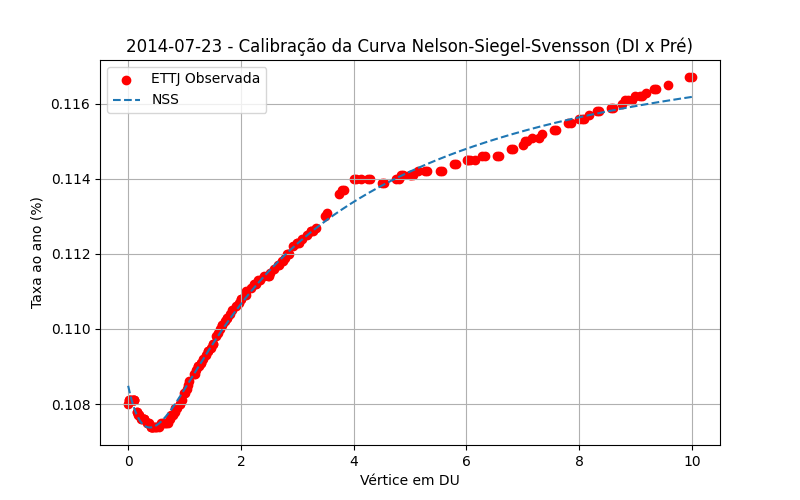 2014-07-23 - Calibração da Curva Nelson-Siegel-Svensson (DI x Pré)
ETTJ Observada
NSS
0.116
0.114
0.112
0.110
0.108
Taxa ao ano (%)
0 2 4 6 8 10
Vértice em DU